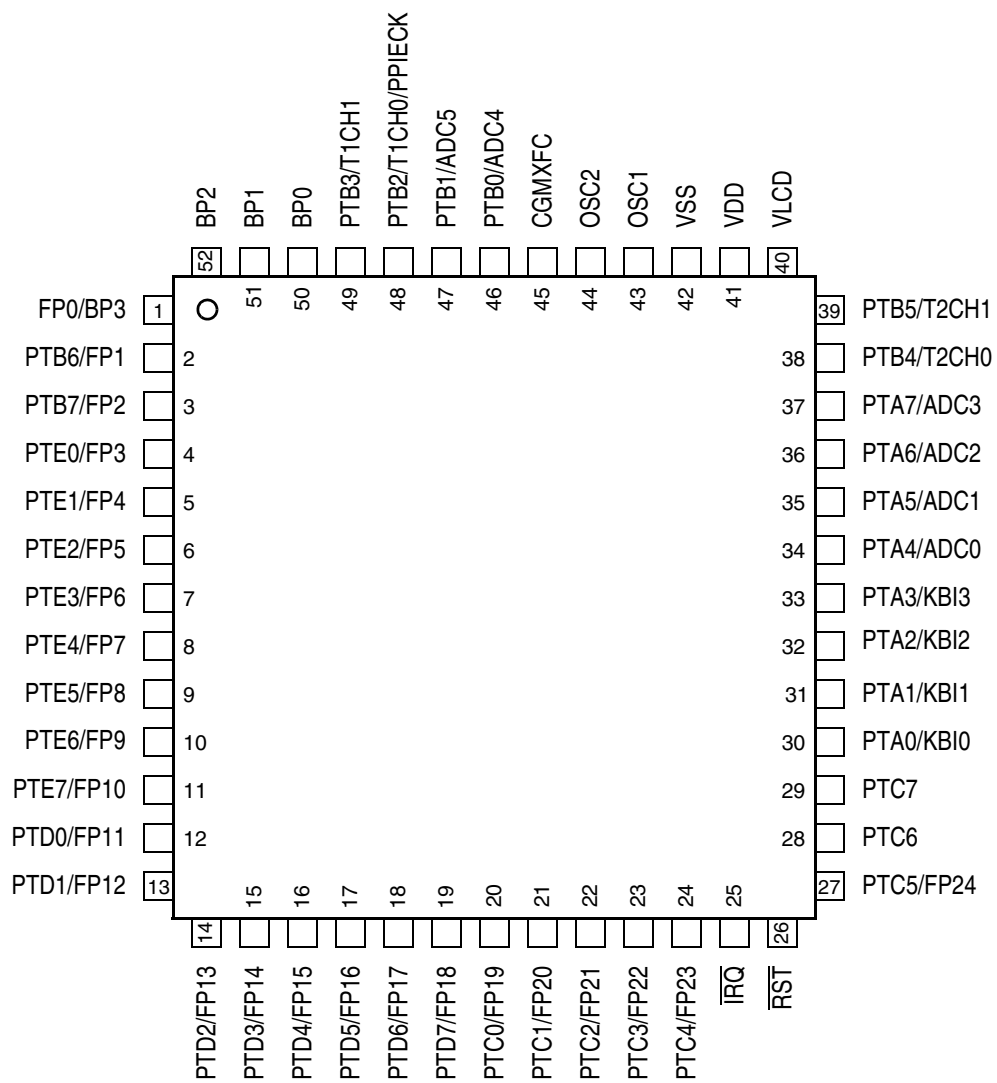 BP2
BP1
BP0
PTB3/T1CH1
PTB2/T1CH0/PPIECK
PTB1/ADC5
PTB0/ADC4
CGMXFC
OSC2
OSC1
VSS
VDD
VLCD
52
51
50
49
48
47
46
45
44
43
42
41
40
FP0/BP3 1
PTB6/FP1 2
PTB7/FP2 3
PTE0/FP3 4
PTE1/FP4 5
PTE2/FP5 6
PTE3/FP6 7
PTE4/FP7 8
PTE5/FP8 9
PTE6/FP9 10
PTE7/FP10 11
PTD0/FP11 12
PTD1/FP12 13
39 PTB5/T2CH1
38 PTB4/T2CH0
37 PTA7/ADC3
36 PTA6/ADC2
35 PTA5/ADC1
34 PTA4/ADC0
33 PTA3/KBI3
32 PTA2/KBI2
31 PTA1/KBI1
30 PTA0/KBI0
29 PTC7
28 PTC6
27 PTC5/FP24
14
15
16
17
18
19
20
21
22
23
24
25
26
PTD2/FP13
PTD3/FP14
PTD4/FP15
PTD5/FP16
PTD6/FP17
PTD7/FP18
PTC0/FP19
PTC1/FP20
PTC2/FP21
PTC3/FP22
PTC4/FP23
IRQ
RST